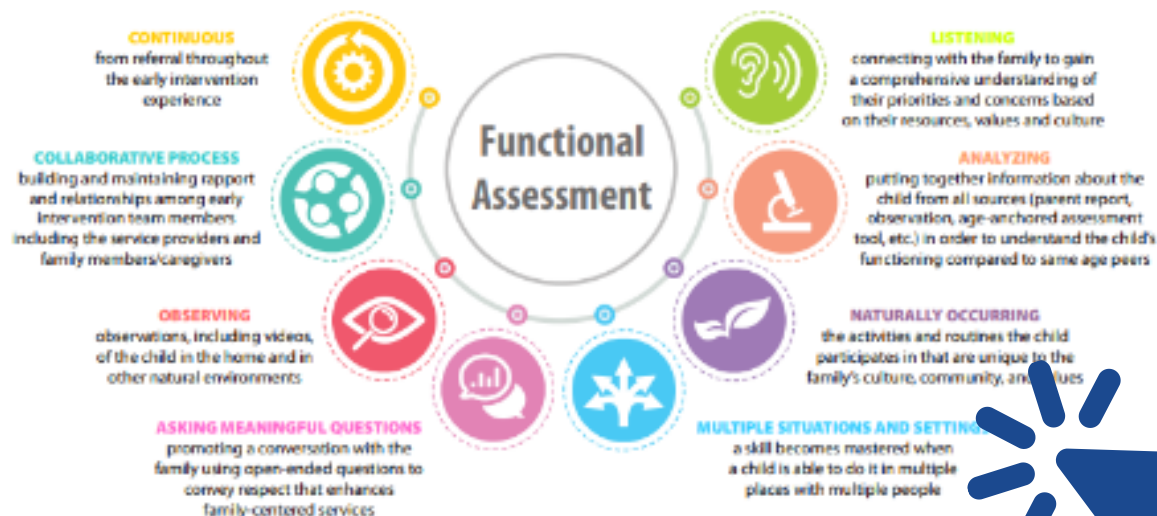 Functional
Assessment
CONTINUOUS
from referral throughout
the early intervention
experience
COLLABORATIVE PROCESS
building and maintaining rapport
and relationships among early
intervention team members
including the service providers and
family members/caregivers
OBSERVING
observations, including videos,
of the child in the home and in
other natural environments
ASKING MEANINGFUL QUESTIONS
promoting a conversation with the
family using open-ended questions to
convey respect that enhances
family-centered services
LISTENING
connecting with the family to gain
a comprehensive understanding of
their priorities and concerns based
on their resources, values and culture
ANALYZING
putting together information about the
child from all sources (parent report,
observation, age-anchored assessment
tool, etc.) in order to understand the child's
functioning compared to same age peers
NATURALLY OCCURRING
the activities and routines the child
participates in that are unique to the
family's culture, community, and
MULTIPLE SITUATIONS AND
a skill becomes mastered when
a child is able to do it in multiple
places with multiple people